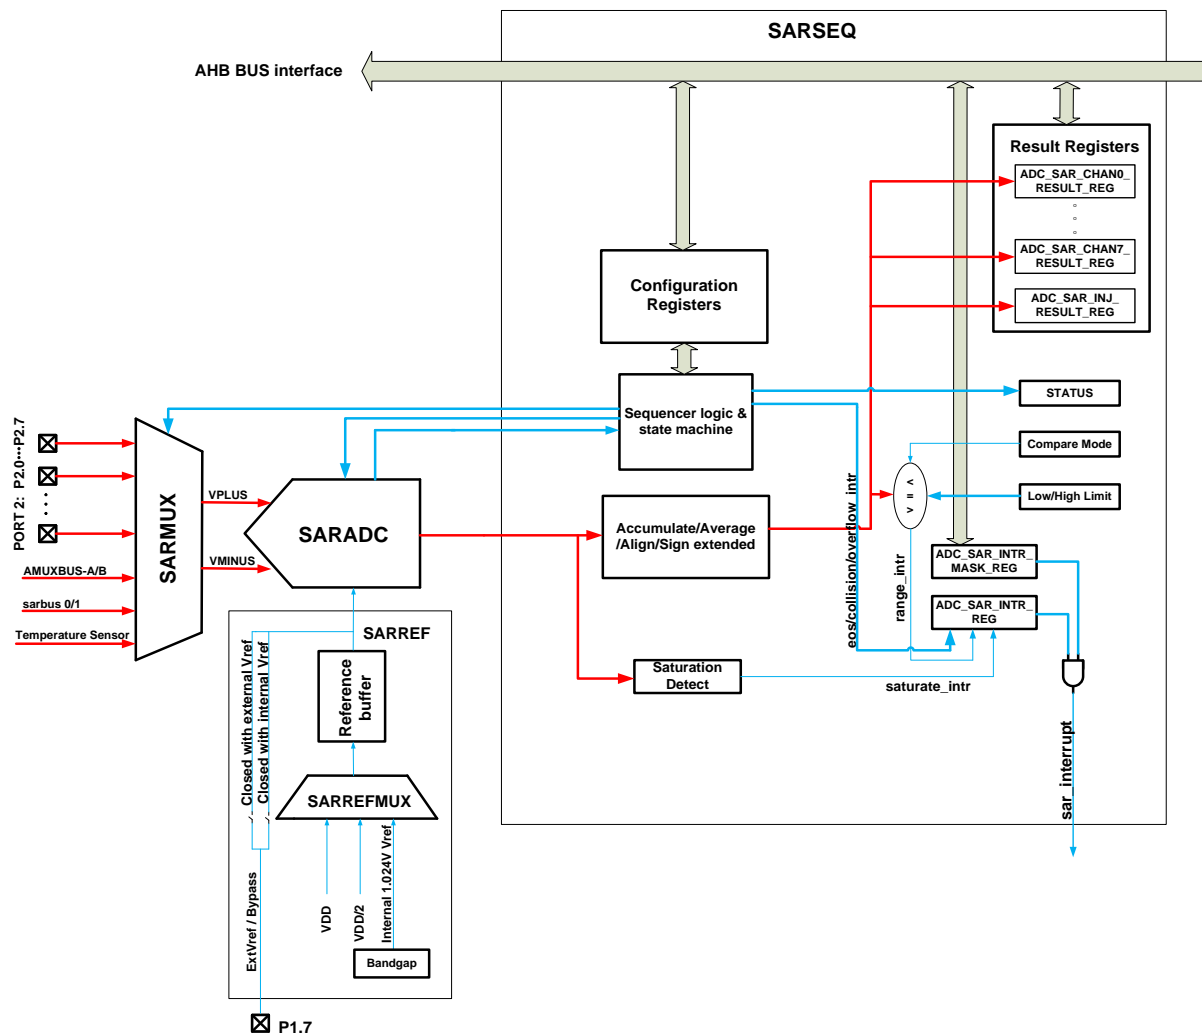 SARSEQ
AHB BUS interface
Result Registers
ADC_SAR_CHAN0_
RESULT_REG
ADC_SAR_CHAN7_
RESULT_REG
ADC_SAR_INJ_
RESULT_REG
Configuration
Registers
Sequencer logic &
state machine
STATUS
Compare Mode
Low/High Limit
< = >
PORT 2: P2.0···P2.7
SARMUX
VPLUS
VMINUS
SARADC
AMUXBUS-A/B
sarbus 0/1
Temperature Sensor
Accumulate/Average
/Align/Sign extended
eos/collision/overflow_intr
range_intr
ADC_SAR_INTR_
MASK_REG
ADC_SAR_INTR_
REG
Saturation
Detect
saturate_intr
sar_interrupt
SARREF
Closed with external Vref
Closed with internal Vref
Reference
buffer
SARREFMUX
ExtVref / Bypass
VDD
VDD/2
Internal 1.024V Vref
Bandgap
P1.7